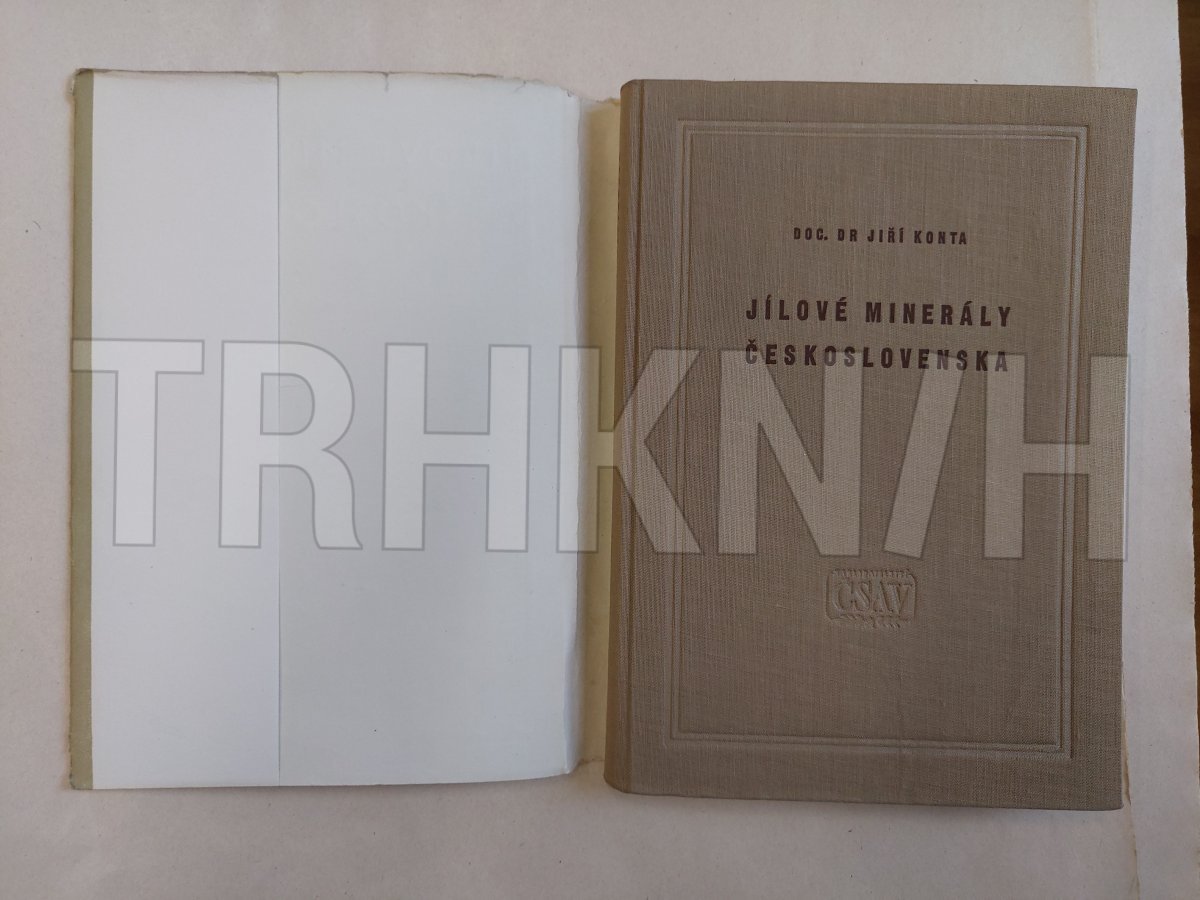 DOC. DR JIŘÍ KONTA
JÍLOVÉ MINERÁLY
ČESKOSLOVENSKA
TRHKNIH
ČSAV